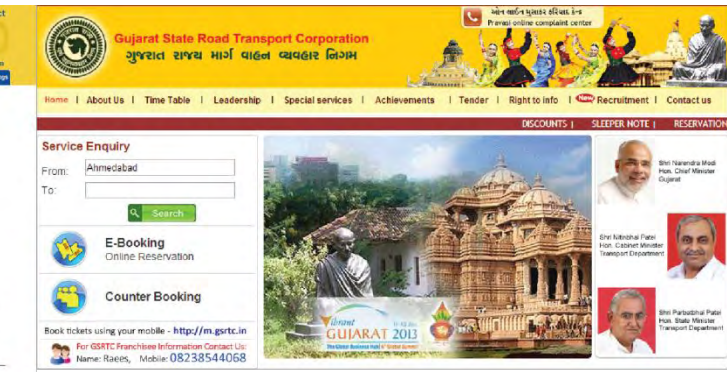 ઓન લાઈન મુસાફર ફરિયાદ કેન્દ્ર
Pravasi online complaint center
Gujarat State Road Transport Corporation
ગુજરાત રાજ્ય માર્ગ વાહન વ્યવહાર નિગમ
Home | About Us | Time Table | Leadership | Special services | Achievements | Tender | Right to info | New Recruitment | Contact us
DISCOUNTS | SLEEPER NOTE | RESERVATION
Service Enquiry
From: Ahmedabad
To:
Search
E-Booking
Online Reservation
Counter Booking
Book tickets using your mobile - http://m.gsrtc.in
For GSRTC Franchisee Information Contact Us:
Name: Raees, Mobile: 08238544068
Vibrant
GUJARAT 2013
Shri Narendra Modi
Hon. Chief Minister
Gujarat
Shri Nitinbhai Patel
Hon. Cabinet Minister
Transport Department
Shri Parbatbhai Patel
Hon. State Minister
Transport Department